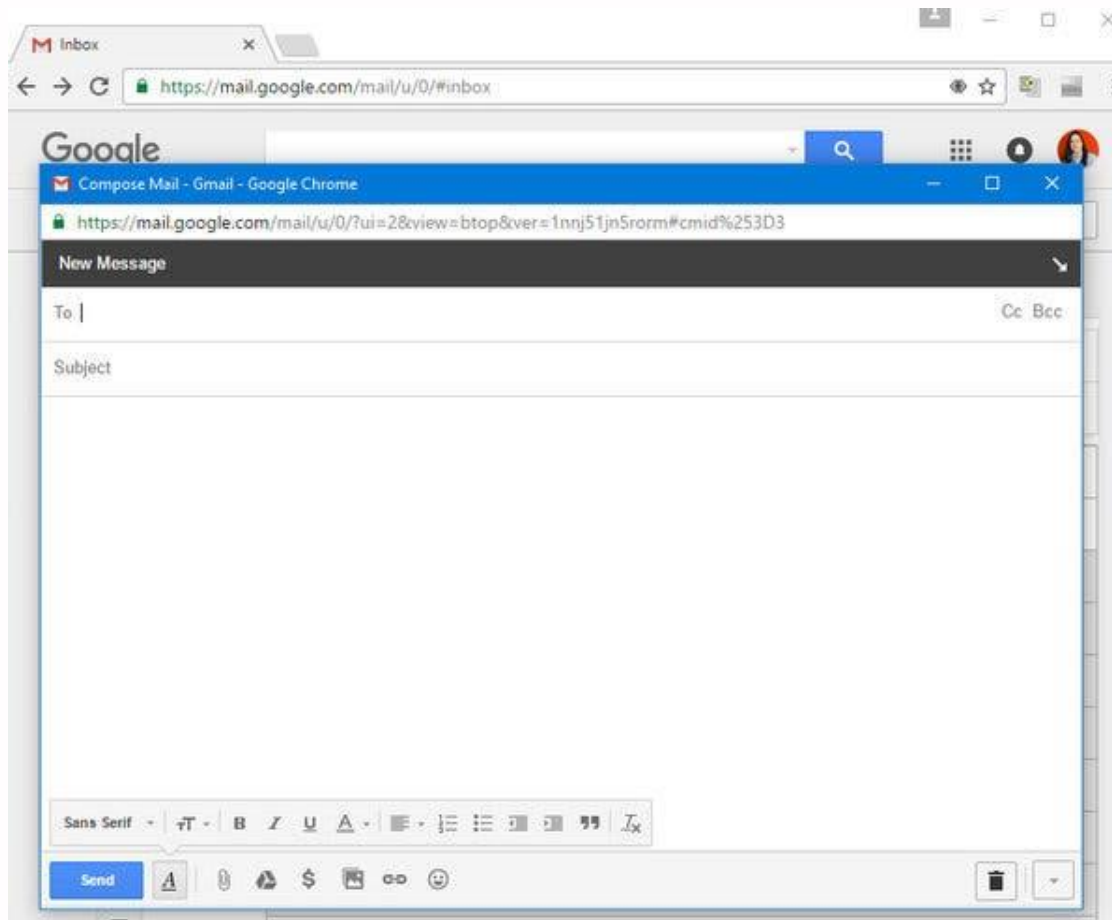 Inbox
https://mail.google.com/mail/u/0/#inbox
Google
Compose Mail - Gmail - Google Chrome
https://mail.google.com/mail/u/0/?ui=2&view=btop&ver=1nnj51jn5rorm#cmid%253D3
New Message
To Cc Bcc
Subject
Sans Serif
Send